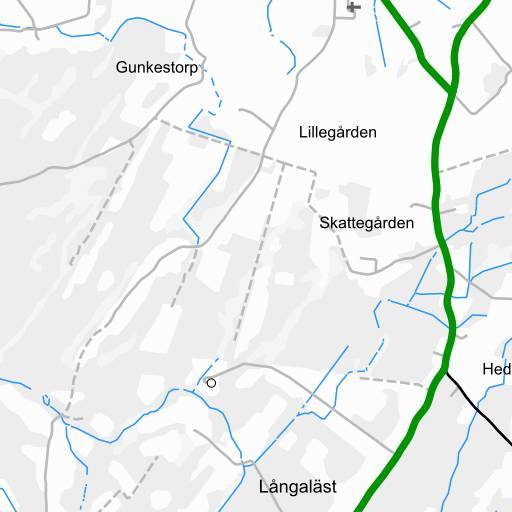 Gunkestorp
Lillegården
Skattegården
Hed
Långaläst